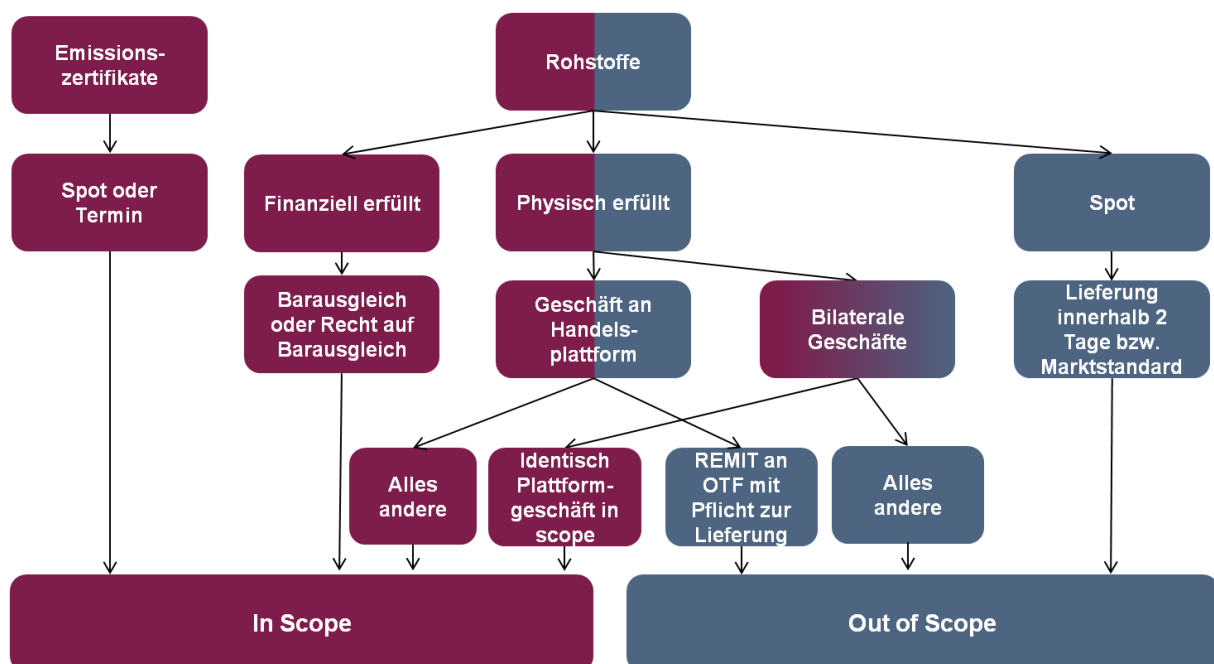 Emissions-
zertifikate
Rohstoffe
Spot oder
Termin
Finanziell erfüllt
Physisch erfüllt
Spot
Barausgleich
oder Recht auf
Barausgleich
Geschäft an
Handels-
plattform
Bilaterale
Geschäfte
Lieferung
innerhalb 2
Tage bzw.
Marktstandard
Alles
andere
Identisch
Plattform-
geschäft in
scope
REMIT an
OTF mit
Pflicht zur
Lieferung
Alles
andere
In Scope
Out of Scope